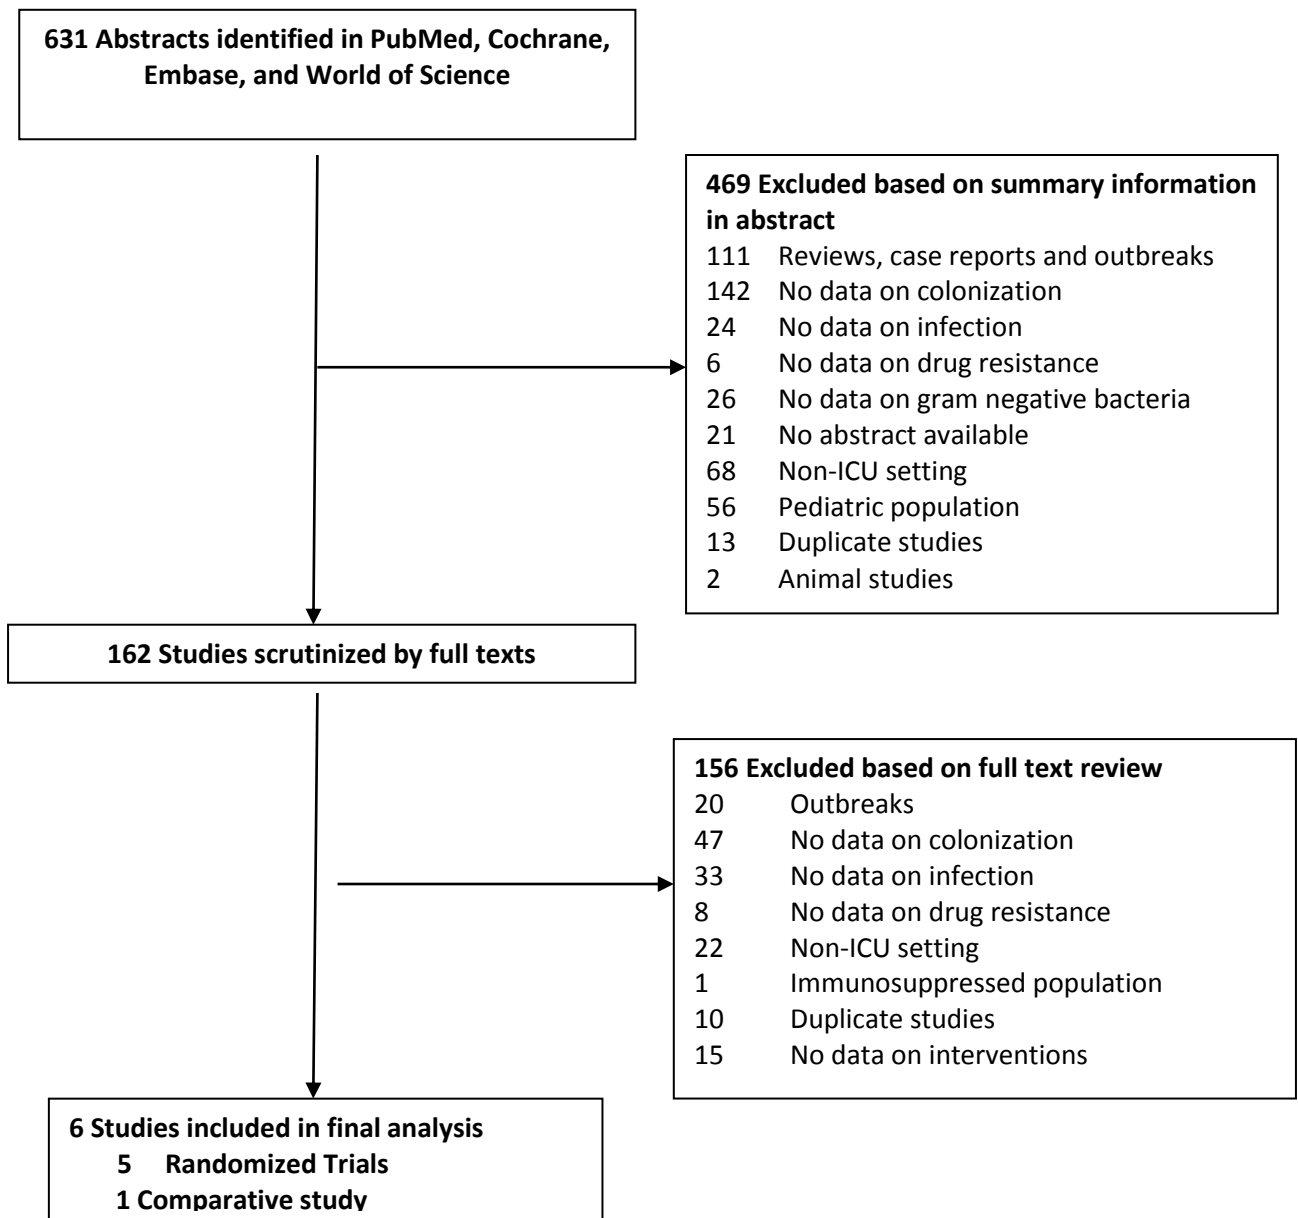 631 Abstracts identified in PubMed, Cochrane,
Embase, and World of Science
469 Excluded based on summary information
in abstract
111 Reviews, case reports and outbreaks
142 No data on colonization
24 No data on infection
6 No data on drug resistance
26 No data on gram negative bacteria
21 No abstract available
68 Non-ICU setting
56 Pediatric population
13 Duplicate studies
2 Animal studies
162 Studies scrutinized by full texts
156 Excluded based on full text review
20 Outbreaks
47 No data on colonization
33 No data on infection
8 No data on drug resistance
22 Non-ICU setting
1 Immunosuppressed population
10 Duplicate studies
15 No data on interventions
6 Studies included in final analysis
5 Randomized Trials
1 Comparative study